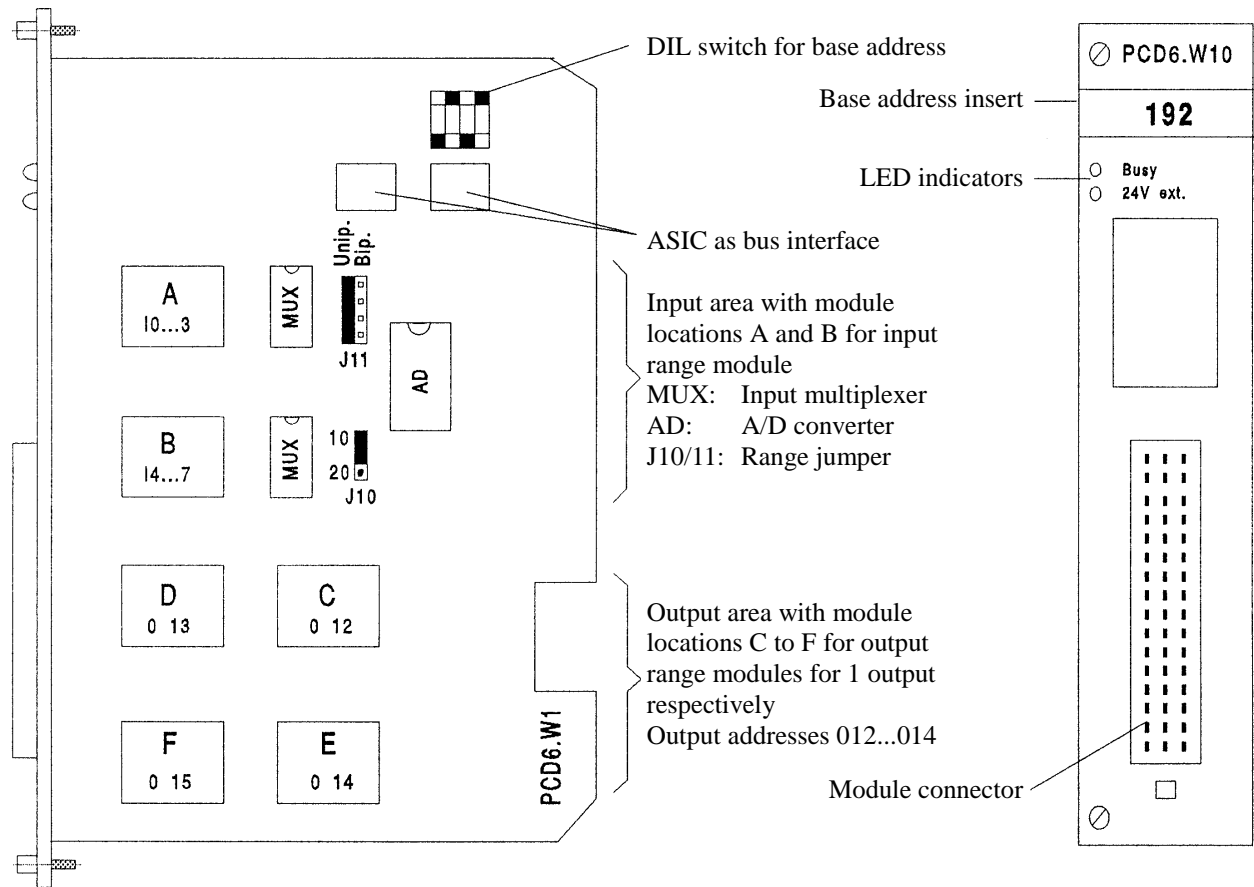 DIL switch for base address
Base address insert
LED indicators
ASIC as bus interface
Input area with module
locations A and B for input
range module
MUX: Input multiplexer
AD: A/D converter
J10/11: Range jumper
Output area with module
locations C to F for output
range modules for 1 output
respectively
Output addresses 012...014
Module connector
Unip.
Bip.
A
I0...3
MUX
J11
AD
B
I4...7
MUX
10
20
J10
D
0 13
C
0 12
F
0 15
E
0 14
PCD6.W1
PCD6.W10
192
Busy
24V ext.